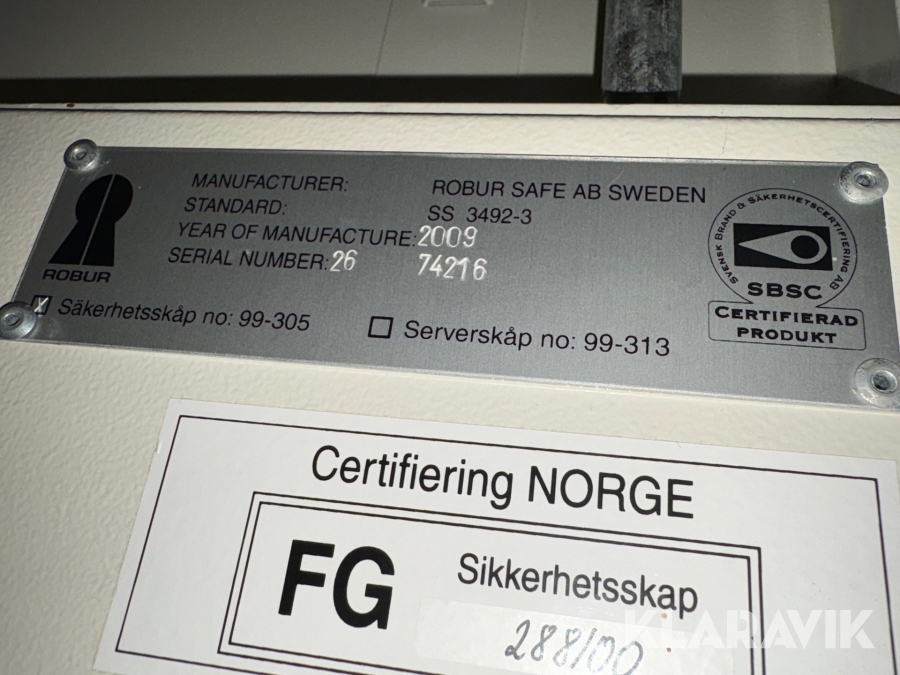 MANUFACTURER: ROBUR SAFE AB SWEDEN
STANDARD: SS 3492-3
YEAR OF MANUFACTURE: 2009
SERIAL NUMBER: 26 74216
ROBUR
Säkerhetsskåp no: 99-305
Serverskåp no: 99-313
SVENSK BRAND & SÄKERHETSCERTIFIERING AB
SBSC
CERTIFIERAD
PRODUKT
Certifiering NORGE
FG
Sikkerhetsskap
288/00
KLARAVIK